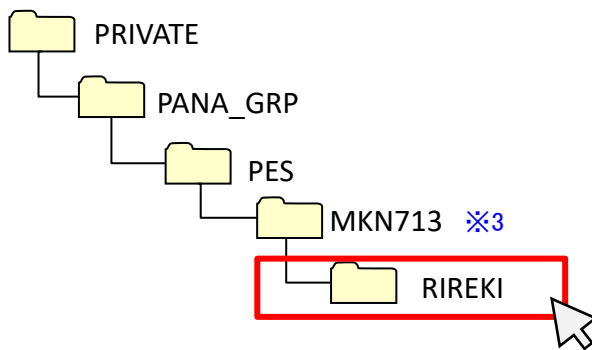 PRIVATE
PANA_GRP
PES
MKN713 ※3
RIREKI